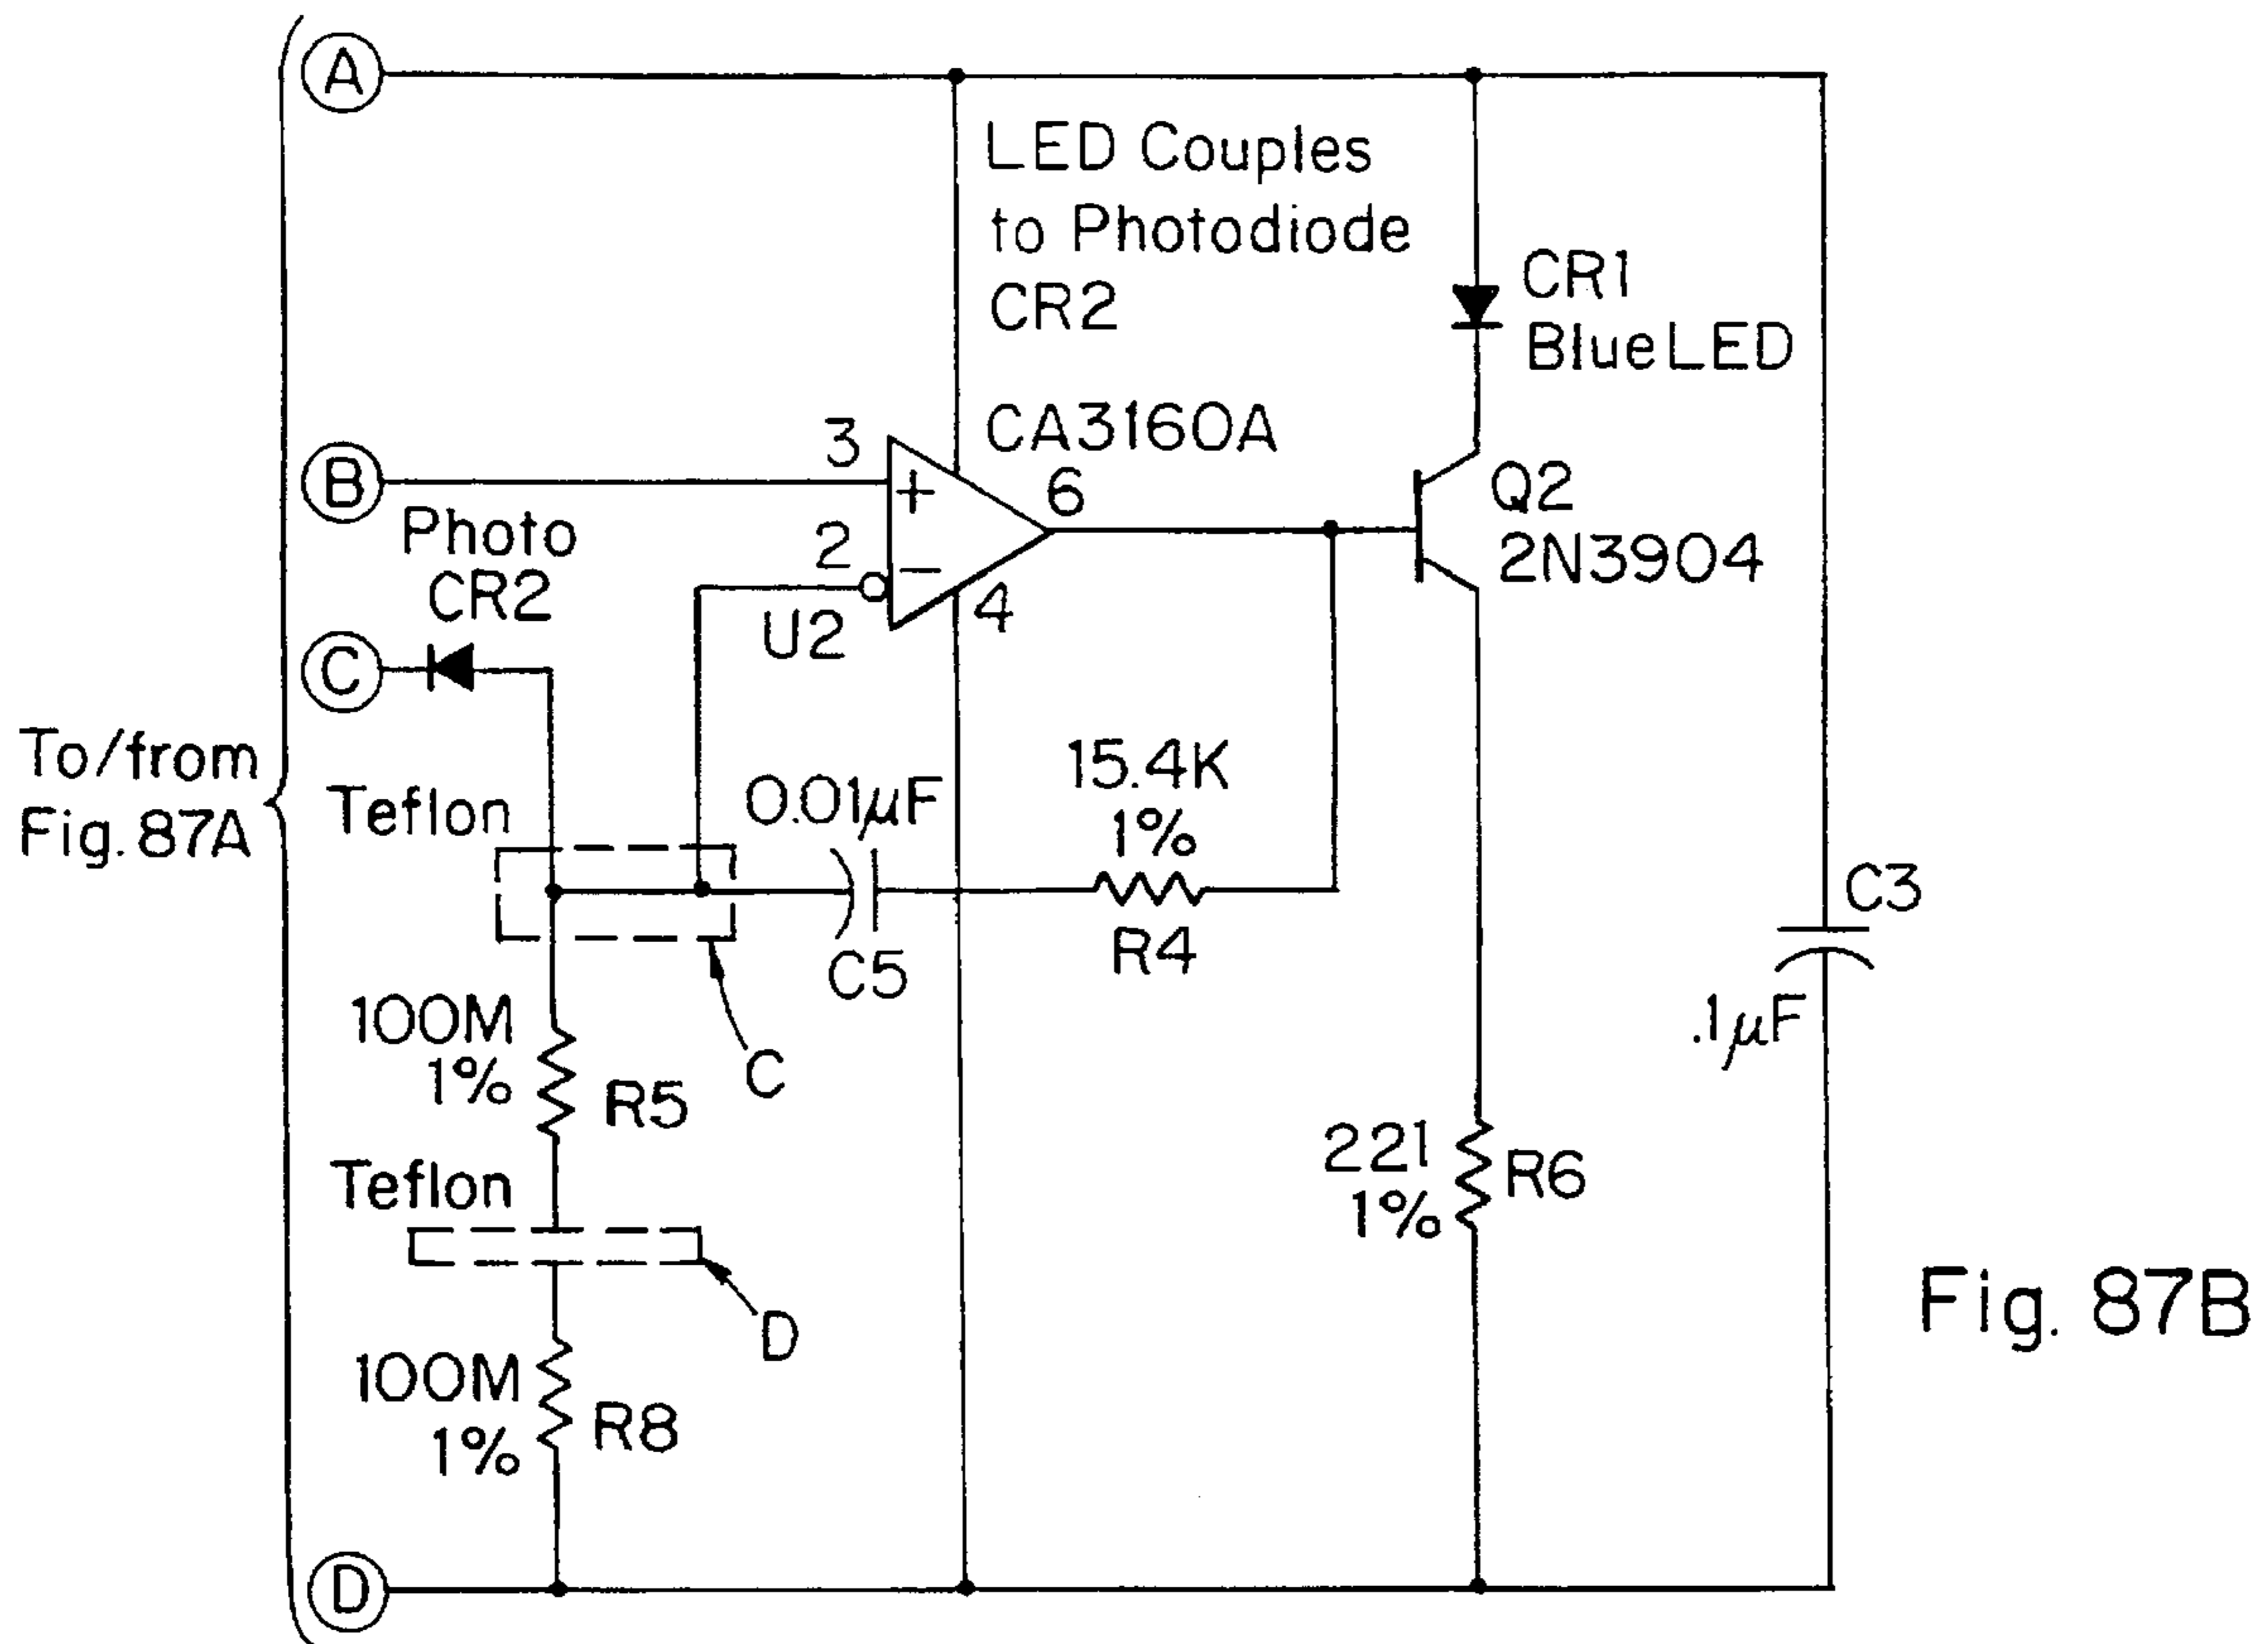 A
LED Couples
to Photodiode
CR2
CR1
Blue LED
CA3160A
B
3
+
6
Q2
2N3904
Photo
CR2
2
−
U2
4
C
To/from
Fig. 87A
Teflon
0.01µF
15.4K
1%
C5
R4
C3
.1µF
100M
1%
R5
C
Teflon
221
1%
R6
D
100M
1%
R8
D
Fig. 87B